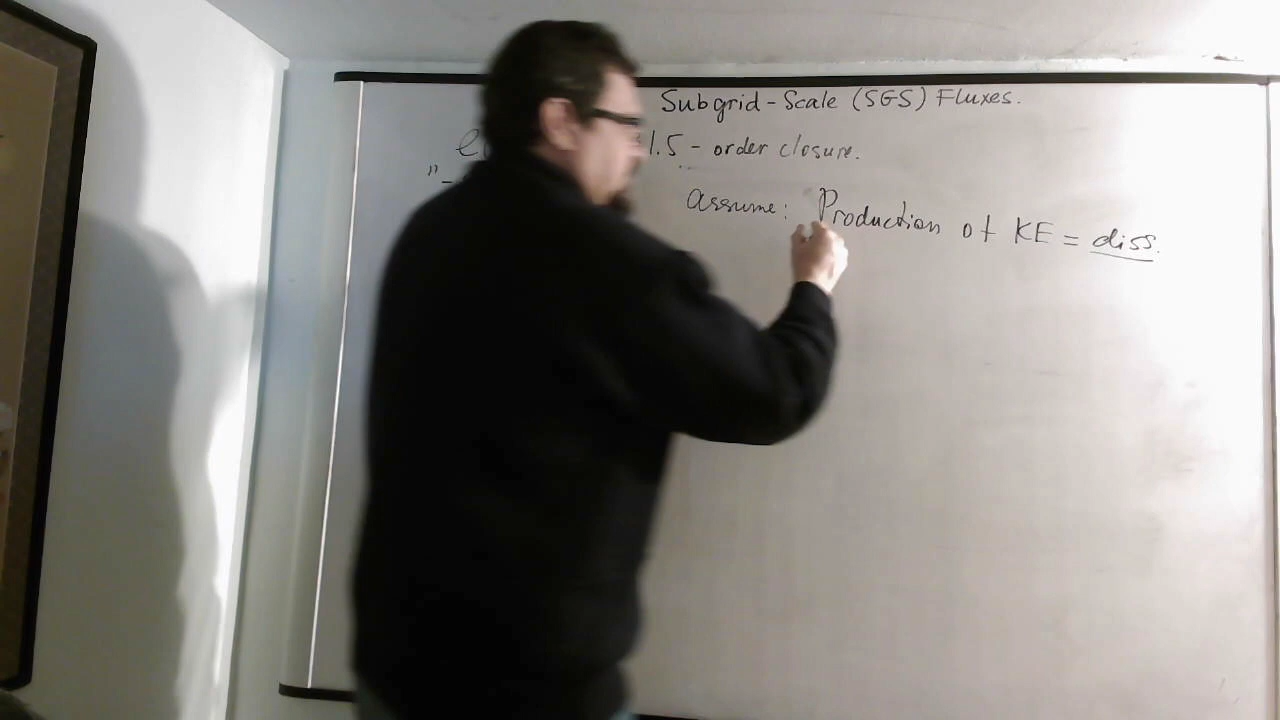 Subgrid-Scale (SGS) Fluxes.
1.5 - order closure.
Assume: Production of KE = diss.